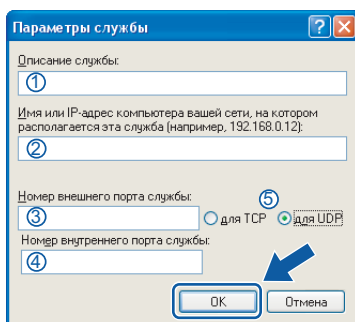 Параметры службы
Описание службы:
①
Имя или IP-адрес компьютера вашей сети, на котором
располагается эта служба (например, 192.168.0.12):
②
Номер внешнего порта службы:
③ для TCP ⑤ для UDP
Номер внутреннего порта службы:
④
OK Отмена